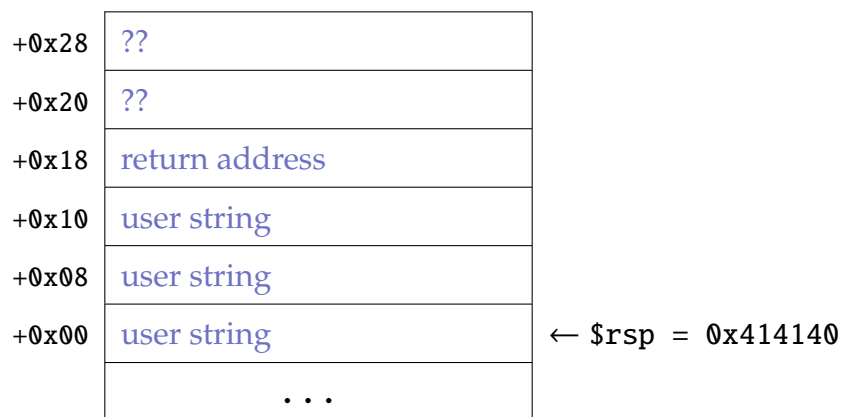 +0x28 ??
+0x20 ??
+0x18 return address
+0x10 user string
+0x08 user string
+0x00 user string ← $rsp = 0x414140
...